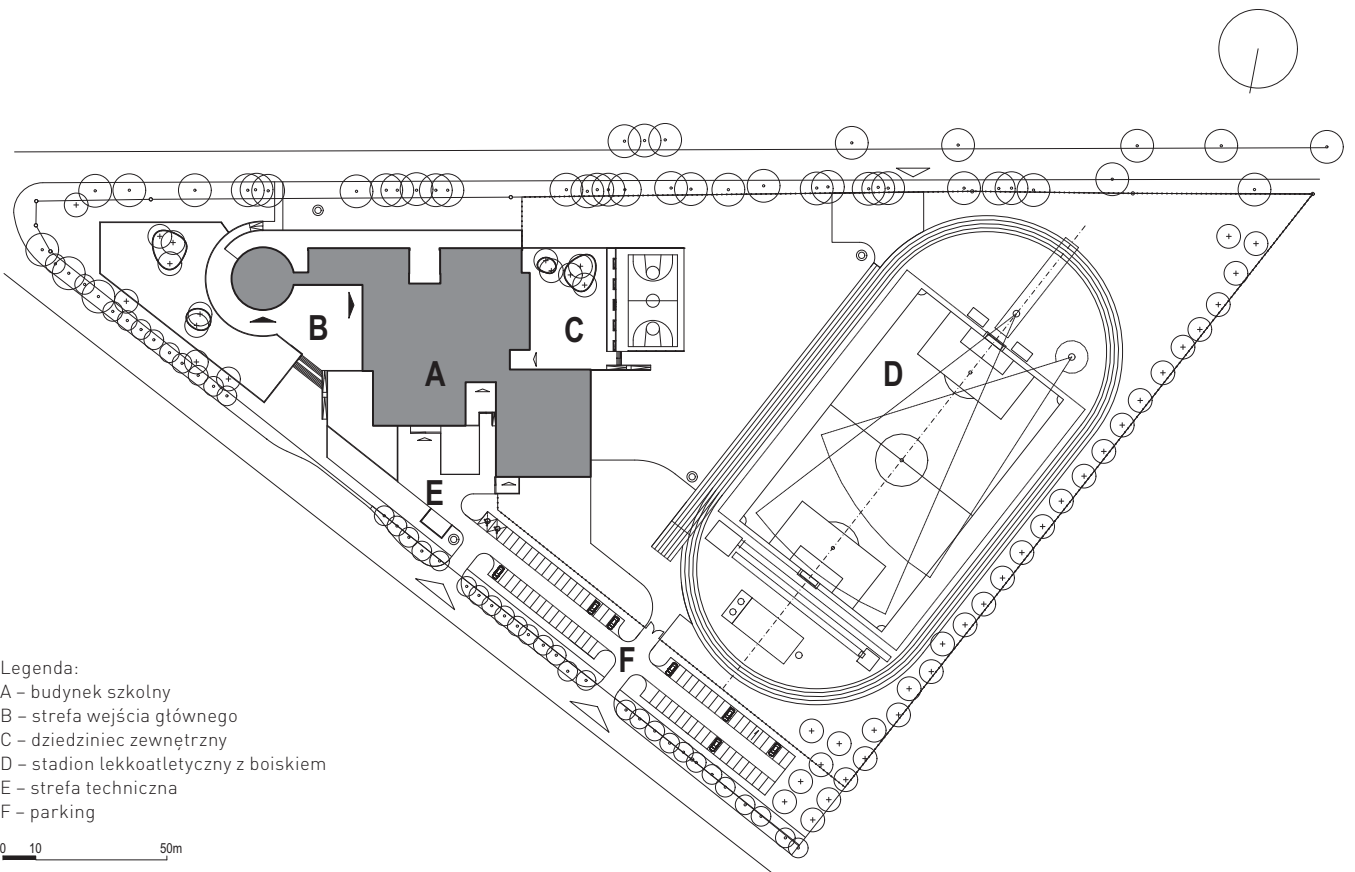 B
C
A
D
E
F
Legenda:
A – budynek szkolny
B – strefa wejścia głównego
C – dziedziniec zewnętrzny
D – stadion lekkoatletyczny z boiskiem
E – strefa techniczna
F – parking
0 10 50m